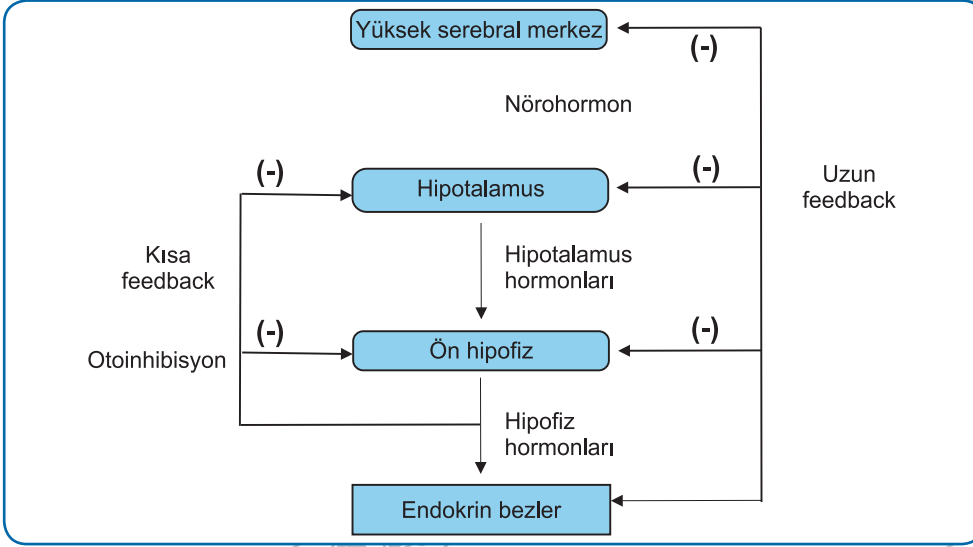 Yüksek serebral merkez
(-)
Nörohormon
(-)
(-)
Hipotalamus
Uzun
feedback
Kısa
feedback
Hipotalamus
hormonları
(-)
(-)
Ön hipofiz
Otoinhibisyon
Hipofiz
hormonları
Endokrin bezler